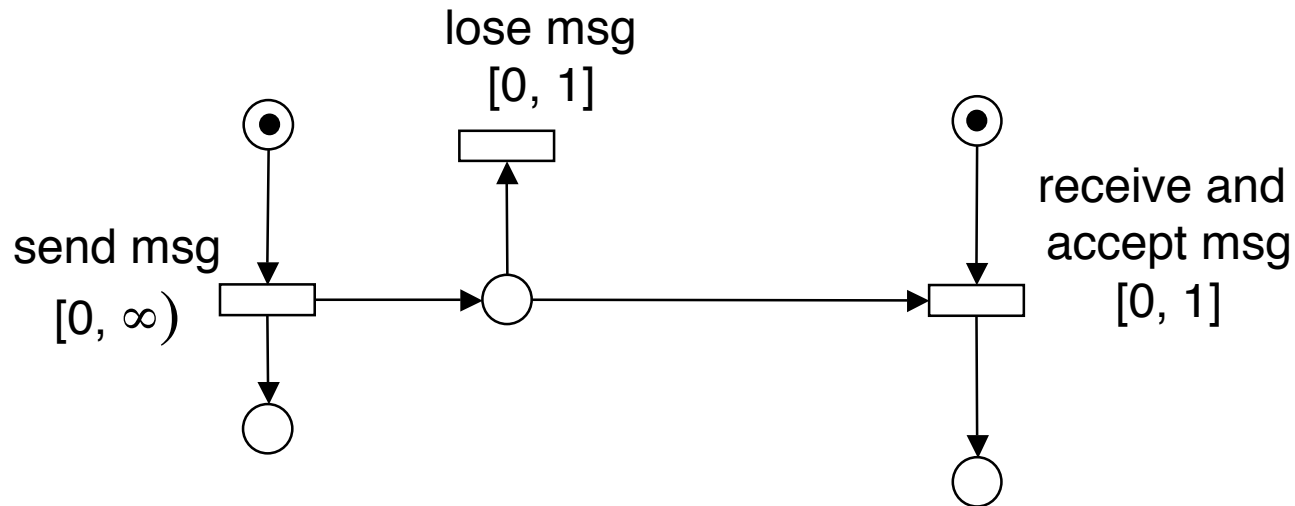 lose msg
[0, 1]
send msg
[0, ∞)
receive and
accept msg
[0, 1]